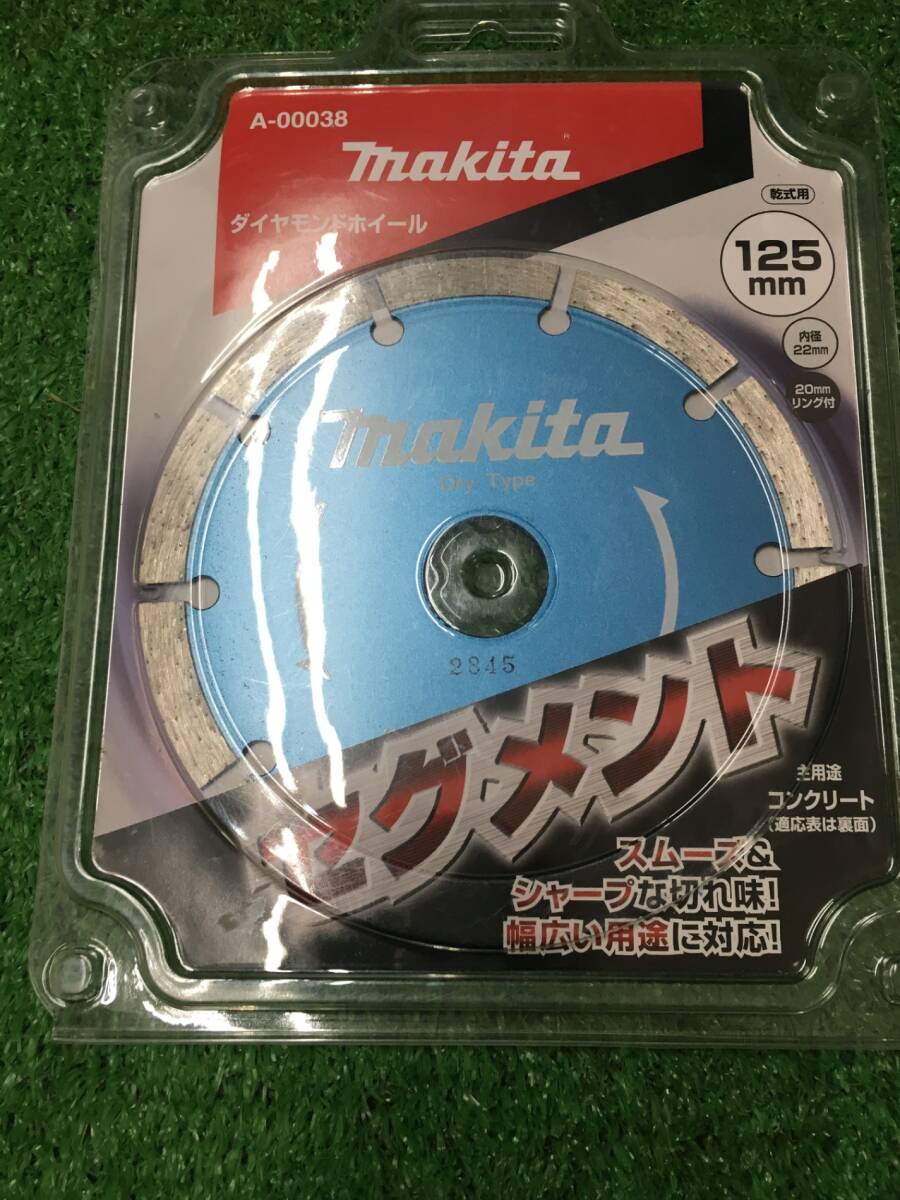 A-00038
makita®
ダイヤモンドホイール
乾式用
125
mm
内径
22mm
20mm
リング付
makita
Dry Type
2845
セグメント
主用途
コンクリート
(適応表は裏面)
スムーズ&
シャープな切れ味!
幅広い用途に対応!